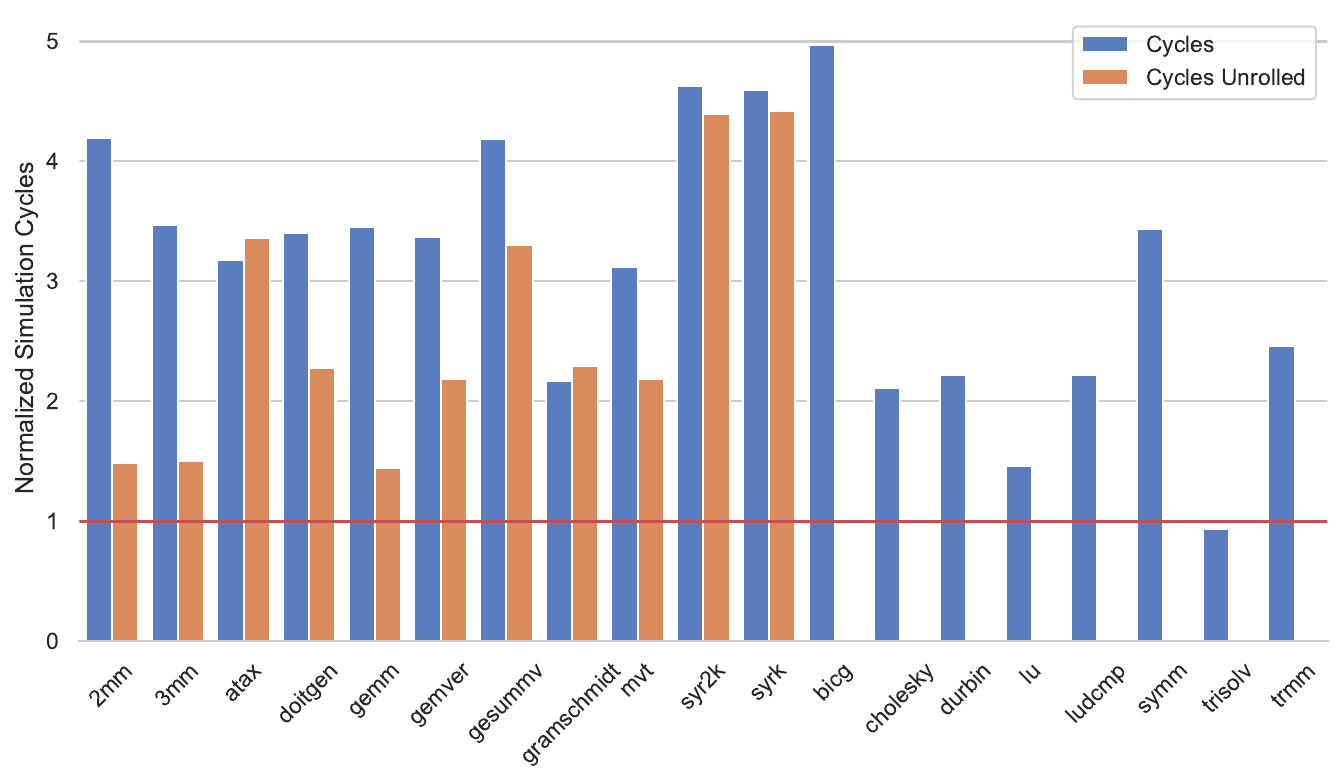 Cycles
Cycles Unrolled
Normalized Simulation Cycles
5
4
3
2
1
0
2mm
3mm
atax
doitgen
gemm
gemver
gesummv
gramschmidt
mvt
syr2k
syrk
bicg
cholesky
durbin
lu
ludcmp
symm
trisolv
trmm